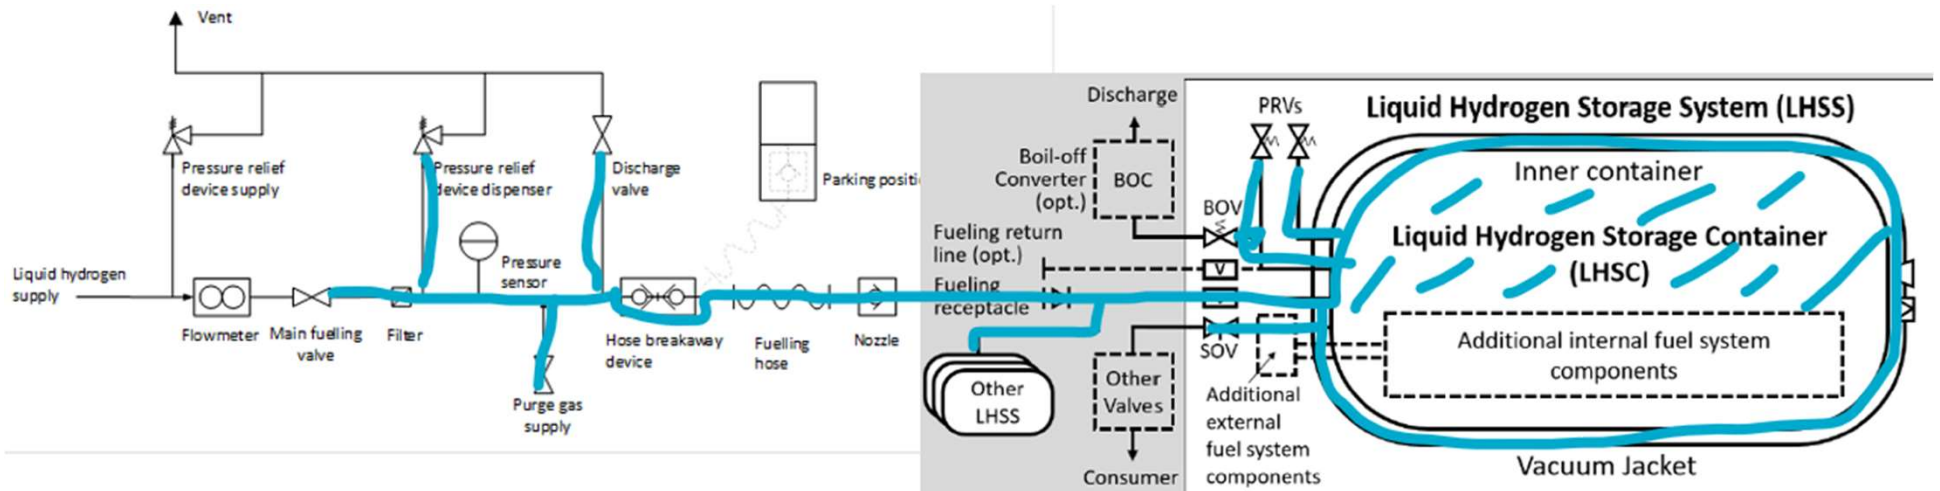 Vent
Pressure relief
device supply
Pressure relief
device dispenser
Discharge
valve
Parking positi
Liquid hydrogen
supply
Pressure
sensor
Flowmeter
Main fuelling
valve
Filter
Hose breakaway
device
Fuelling
hose
Nozzle
Purge gas
supply
Discharge
Boil-off
Converter
(opt.)
BOC
Fueling return
line (opt.)
Fueling
receptacle
Other
LHSS
Other
Valves
Consumer
PRVs
BOV
V
SOV
Additional
external
fuel system
components
Liquid Hydrogen Storage System (LHSS)
Inner container
Liquid Hydrogen Storage Container
(LHSC)
Additional internal fuel system
components
Vacuum Jacket